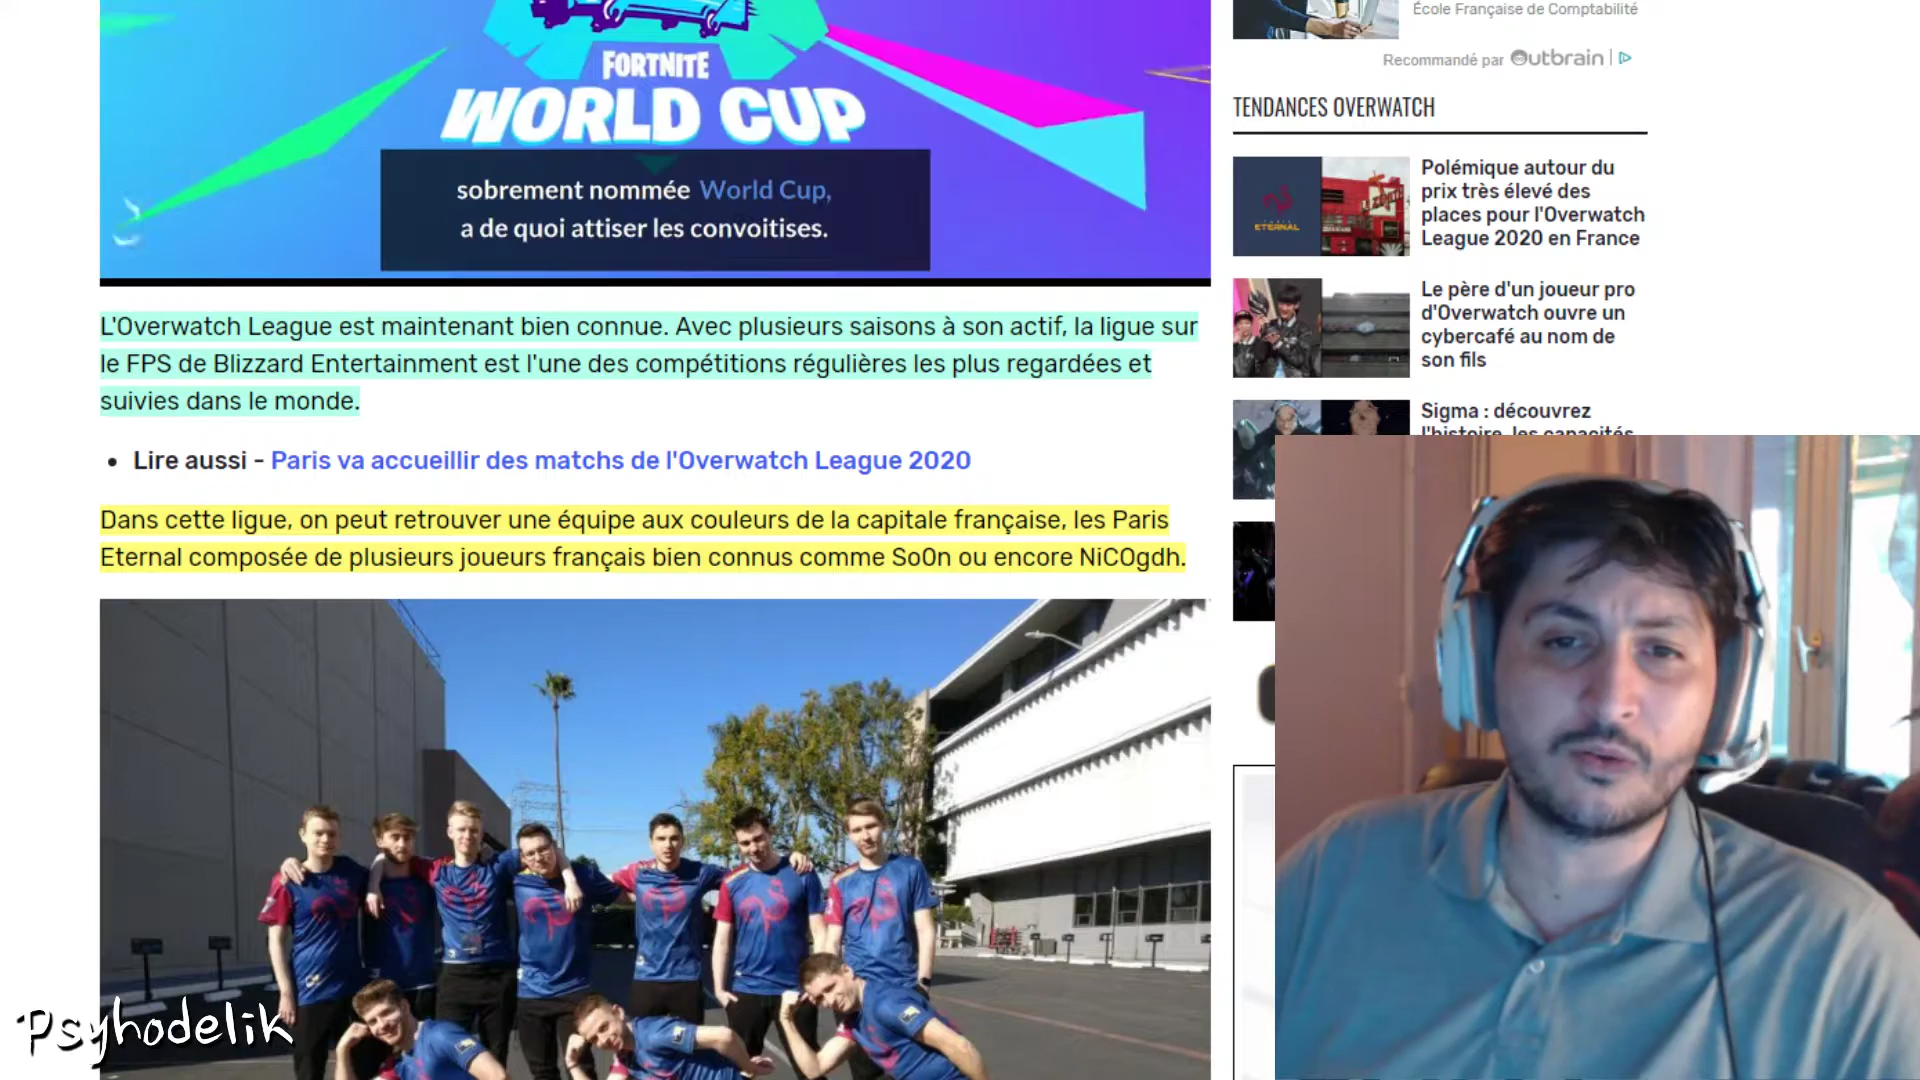 FORTNITE
WORLD CUP
sobrement nommée World Cup,
a de quoi attiser les convoitises.
L'Overwatch League est maintenant bien connue. Avec plusieurs saisons à son actif, la ligue sur
le FPS de Blizzard Entertainment est l'une des compétitions régulières les plus regardées et
suivies dans le monde.
• Lire aussi - Paris va accueillir des matchs de l'Overwatch League 2020
Dans cette ligue, on peut retrouver une équipe aux couleurs de la capitale française, les Paris
Eternal composée de plusieurs joueurs français bien connus comme So0n ou encore NiCOgdh.
Psyhodelik
École Française de Comptabilité
Recommandé par Outbrain
TENDANCES OVERWATCH
ETERNAL
Polémique autour du
prix très élevé des
places pour l'Overwatch
League 2020 en France
Le père d'un joueur pro
d'Overwatch ouvre un
cybercafé au nom de
son fils
Sigma : découvrez
l'histoire, les capacités